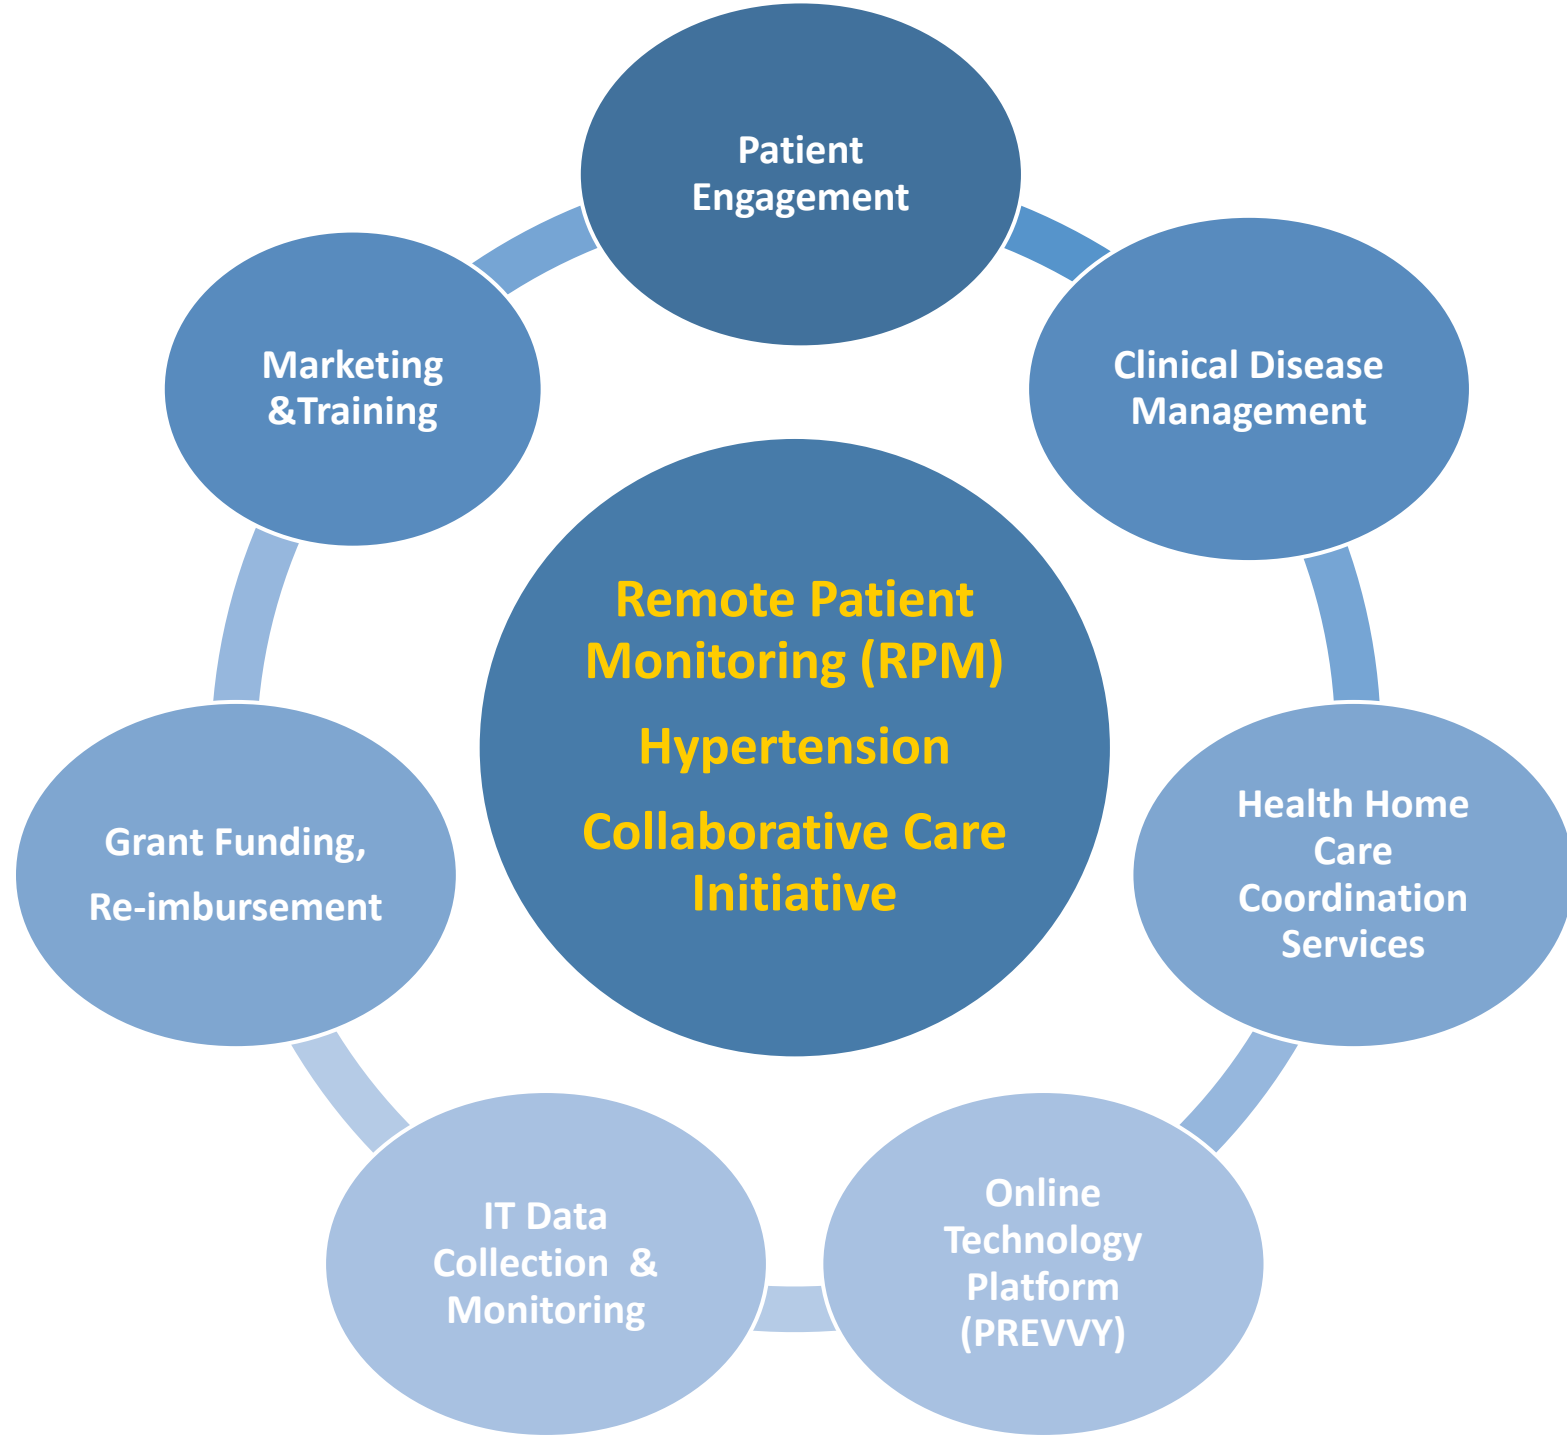 Patient
Engagement
Clinical Disease
Management
Health Home
Care
Coordination
Services
Online
Technology
Platform
(PREVVY)
IT Data
Collection  &
Monitoring
Grant Funding,
Re-imbursement
Marketing
&Training
Remote Patient
Monitoring (RPM)
Hypertension
Collaborative Care
Initiative